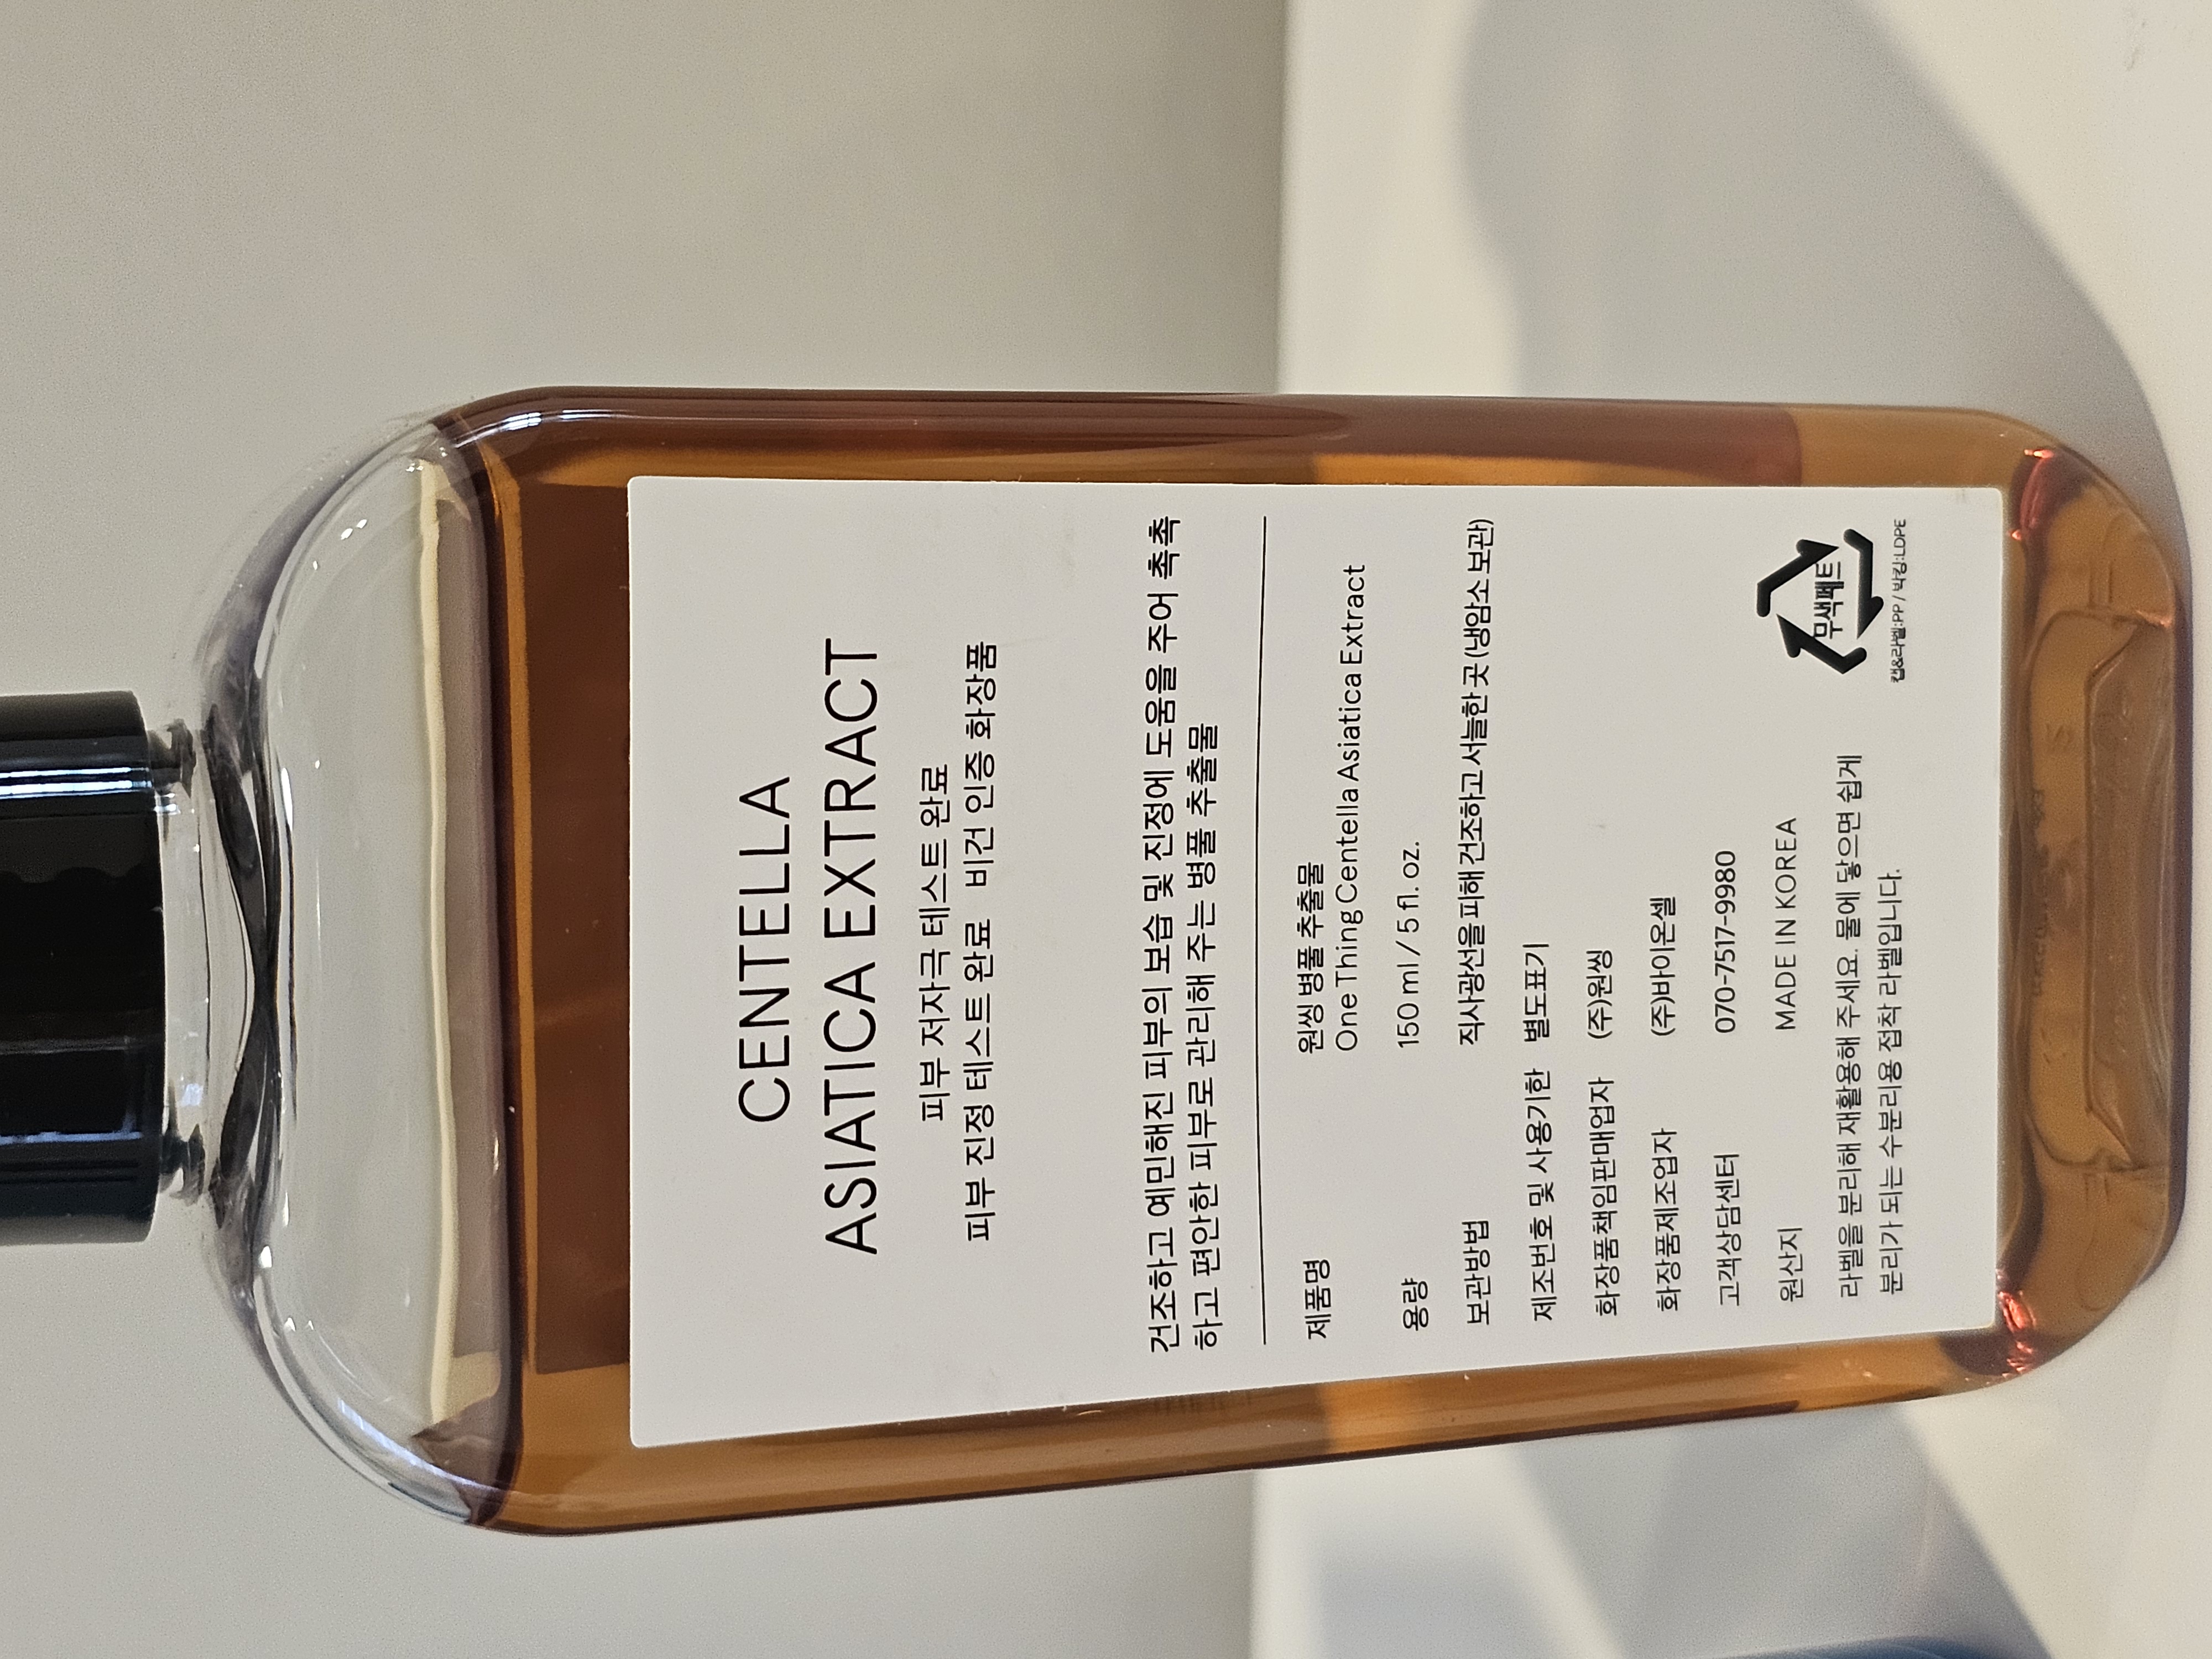 CENTELLA
ASIATICA EXTRACT
피부 저자극 테스트 완료
피부 진정 테스트 완료 비건 인증 화장품
건조하고 예민해진 피부의 보습 및 진정에 도움을 주어 촉촉
하고 편안한 피부로 관리해 주는 병풀 추출물
제품명 원씽 병풀 추출물
One Thing Centella Asiatica Extract
용량 150 ml / 5 fl. oz.
보관방법 직사광선을 피해 건조하고 서늘한 곳 (냉암소 보관)
제조번호 및 사용기한 별도표기
화장품책임판매업자 (주)원씽
화장품제조업자 (주)바이온셀
고객상담센터 070-7517-9980
원산지 MADE IN KOREA
라벨을 분리해 재활용해 주세요. 물에 닿으면 쉽게
분리가 되는 수분리용 접착 라벨입니다.
무색페트
캡&라벨:PP / 박킹:LDPE